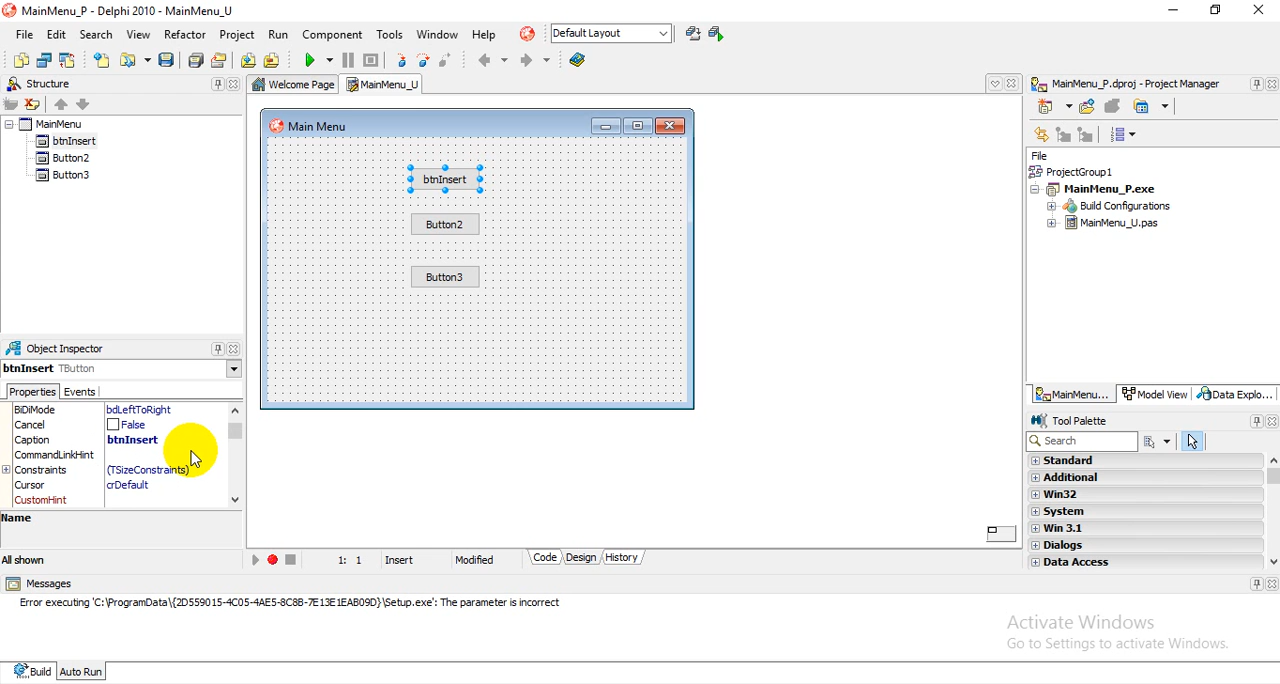 MainMenu_P - Delphi 2010 - MainMenu_U
File Edit Search View Refactor Project Run Component Tools Window Help
Default Layout
Structure
MainMenu
btnInsert
Button2
Button3
Object Inspector
btnInsert TButton
Properties Events
BiDiMode bdLeftToRight
Cancel False
Caption btnInsert
CommandLinkHint
Constraints (TSizeConstraints)
Cursor crDefault
CustomHint
Name
All shown
Welcome Page MainMenu_U
Main Menu
btnInsert
Button2
Button3
1: 1 Insert Modified Code Design History
MainMenu_P.dproj - Project Manager
File
ProjectGroup1
MainMenu_P.exe
Build Configurations
MainMenu_U.pas
MainMenu... Model View Data Explo...
Tool Palette
Search
Standard
Additional
Win32
System
Win 3.1
Dialogs
Data Access
Messages
Error executing 'C:\ProgramData\{2D559015-4C05-4AE5-8C8B-7E13E1EAB09D}\Setup.exe': The parameter is incorrect
Activate Windows
Go to Settings to activate Windows.
Build Auto Run